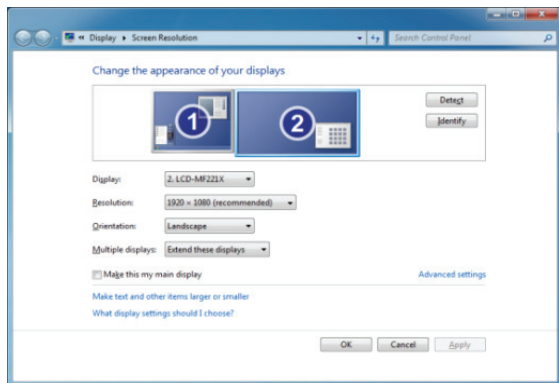 Display ▸ Screen Resolution
Search Control Panel
Change the appearance of your displays
1 2
Detect
Identify
Display: 2. LCD-MF221X
Resolution: 1920 × 1080 (recommended)
Orientation: Landscape
Multiple displays: Extend these displays
Make this my main display
Advanced settings
Make text and other items larger or smaller
What display settings should I choose?
OK Cancel Apply